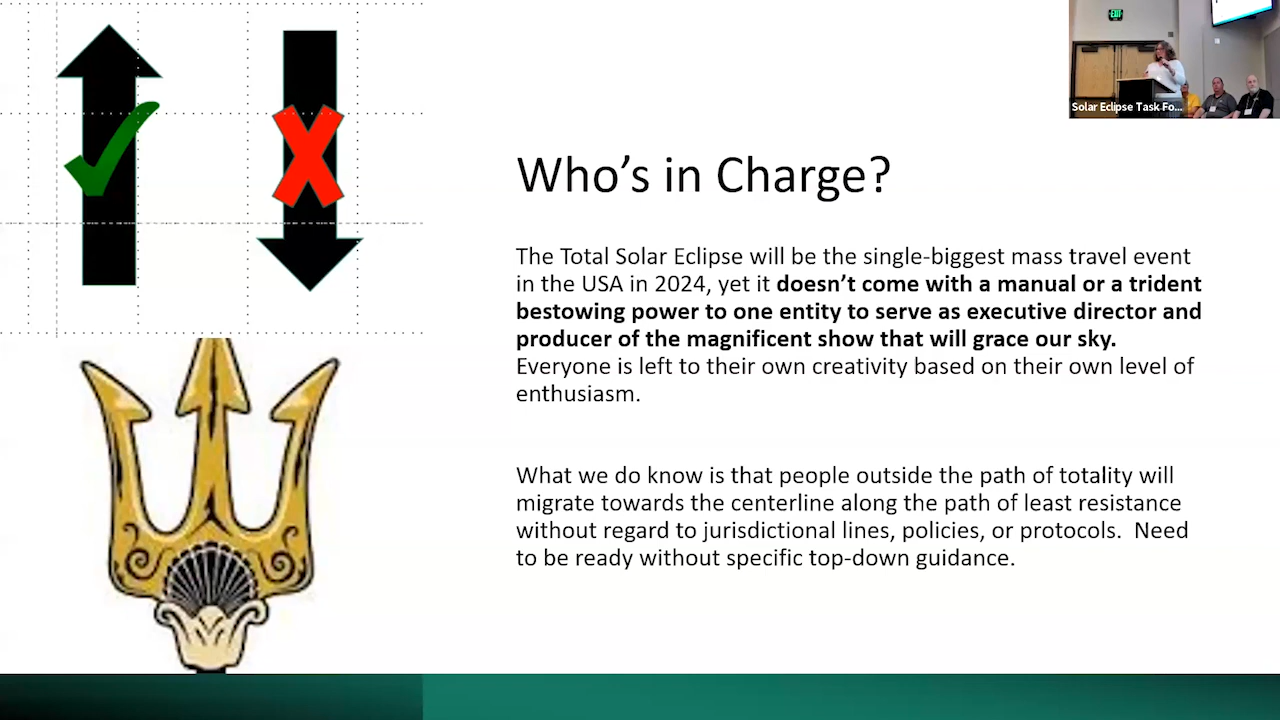 EXIT
Solar Eclipse Task Fo...
Who's in Charge?
The Total Solar Eclipse will be the single-biggest mass travel event
in the USA in 2024, yet it doesn't come with a manual or a trident
bestowing power to one entity to serve as executive director and
producer of the magnificent show that will grace our sky.
Everyone is left to their own creativity based on their own level of
enthusiasm.
What we do know is that people outside the path of totality will
migrate towards the centerline along the path of least resistance
without regard to jurisdictional lines, policies, or protocols.  Need
to be ready without specific top-down guidance.